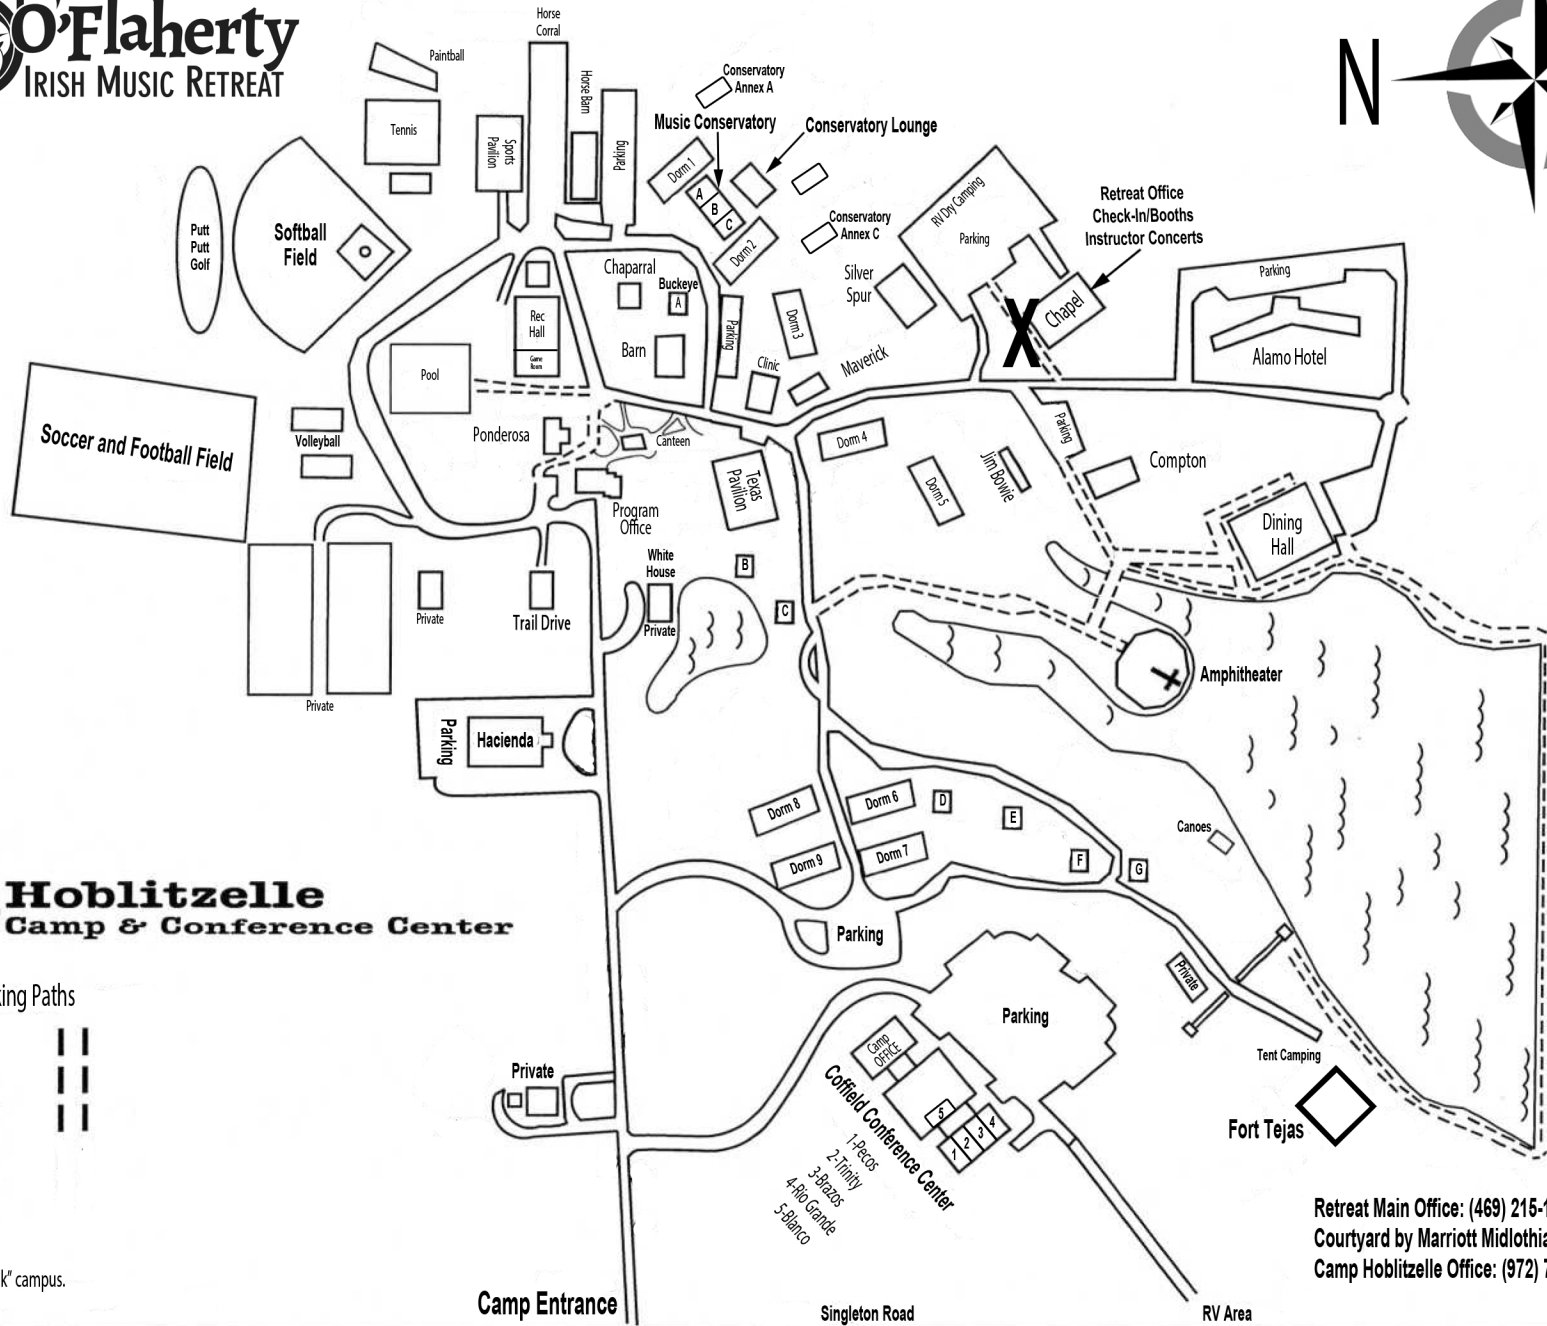 O'Flaherty
IRISH MUSIC RETREAT
Horse
Corral
Paintball
Horse Barn
Conservatory
Annex A
N
Tennis
Sports
Pavilion
Parking
Music Conservatory
Conservatory Lounge
Dorm 1
A
B
C
Dorm 2
Conservatory
Annex C
RV Dry Camping
Parking
Retreat Office
Check-In/Booths
Instructor Concerts
Putt
Putt
Golf
Softball
Field
Chaparral
Buckeye
A
Silver
Spur
X
Chapel
Parking
Alamo Hotel
Rec
Hall
Game
Room
Barn
Parking
Dorm 3
Clinic
Maverick
Pool
Soccer and Football Field
Volleyball
Ponderosa
Canteen
Dorm 4
Parking
Compton
Jim Bowie
Dorm 5
Texas
Pavilion
Program
Office
Dining
Hall
White
House
Private
B
C
Private
Trail Drive
Private
Amphitheater
Parking
Hacienda
Dorm 8
Dorm 6
D
E
Dorm 9
Dorm 7
F
G
Canoes
Hoblitzelle
Camp & Conference Center
Parking
Private
Parking
king Paths
Tent Camping
Camp
OFFICE
Private
Coffield Conference Center
5
1
2
3
4
1-Pecos
2-Trinity
3-Brazos
4-Rio Grande
5-Blanco
Fort Tejas
Retreat Main Office: (469) 215-1
Courtyard by Marriott Midlothia
Camp Hoblitzelle Office: (972) 7
k" campus.
Camp Entrance
Singleton Road
RV Area